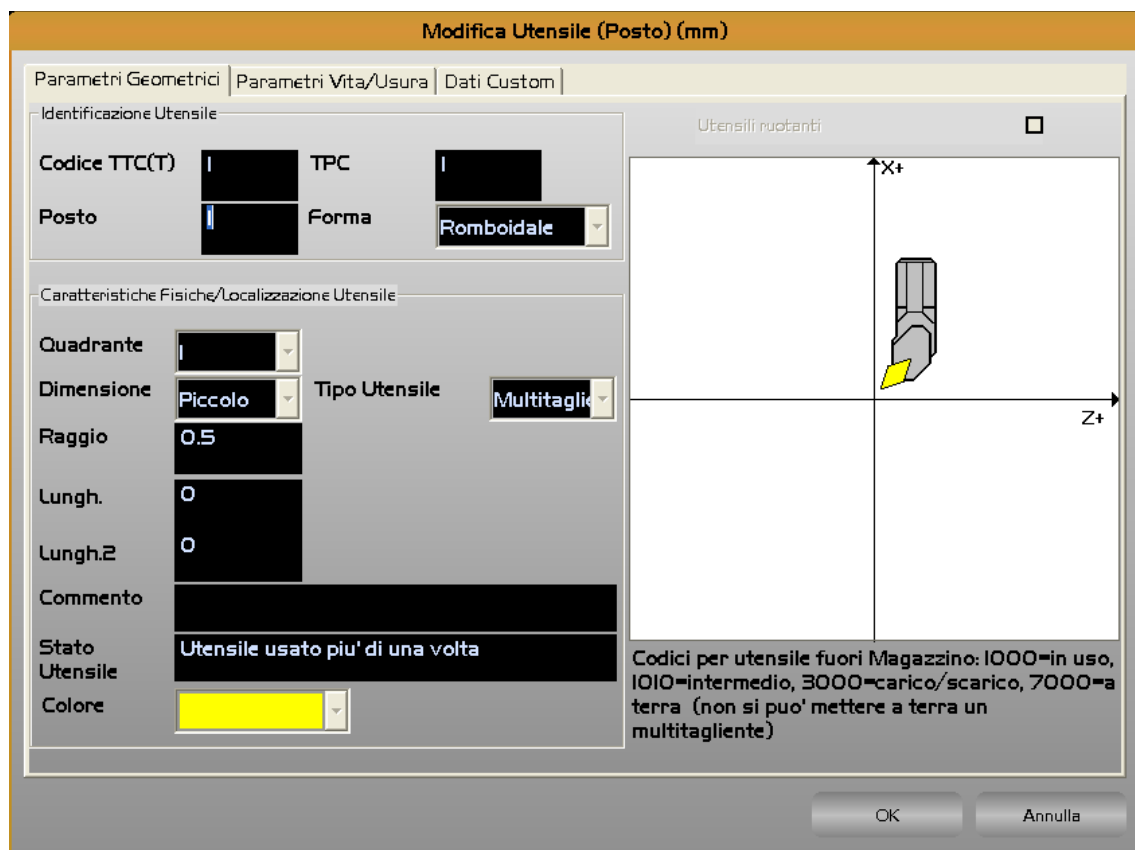 Modifica Utensile (Posto) (mm)
Parametri Geometrici Parametri Vita/Usura Dati Custom
Identificazione Utensile
Utensili ruotanti
Codice TTC(T) 1 TPC 1
Posto 1 Forma Romboidale
X+
Z+
Caratteristiche Fisiche/Localizzazione Utensile
Quadrante 1
Dimensione Piccolo Tipo Utensile Multitaglie
Raggio 0.5
Lungh. 0
Lungh.2 0
Commento
Stato Utensile usato piu' di una volta
Utensile
Colore
Codici per utensile fuori Magazzino: 1000=in uso,
1010=intermedio, 3000=carico/scarico, 7000=a
terra (non si puo' mettere a terra un
multitagliente)
OK Annulla